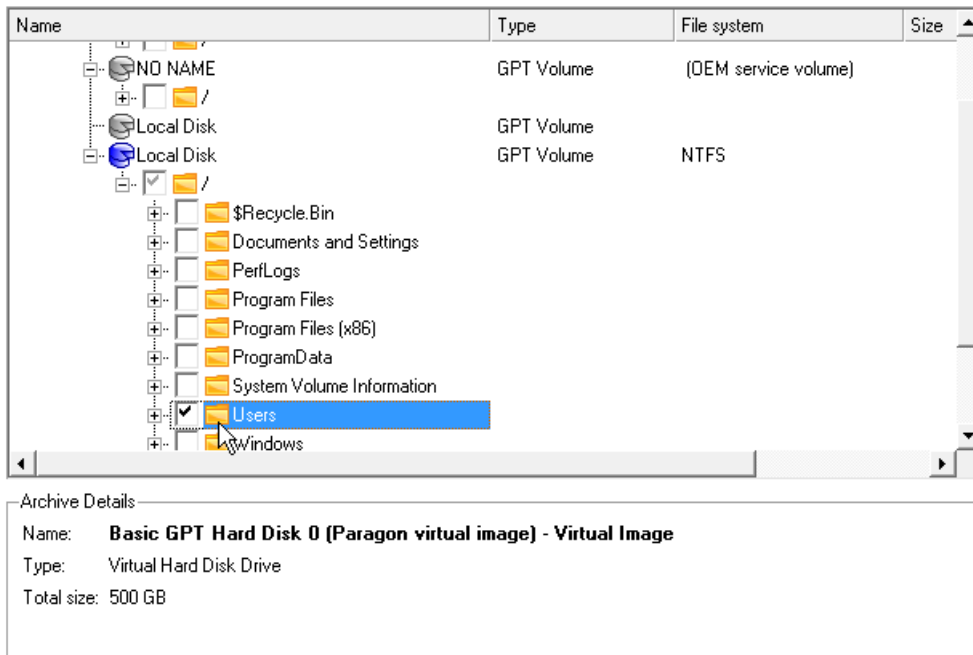 Name Type File system Size
/
NO NAME GPT Volume (OEM service volume)
/
Local Disk GPT Volume
Local Disk GPT Volume NTFS
/
$Recycle.Bin
Documents and Settings
PerfLogs
Program Files
Program Files (x86)
ProgramData
System Volume Information
Users
Windows
Archive Details
Name: Basic GPT Hard Disk 0 (Paragon virtual image) - Virtual Image
Type: Virtual Hard Disk Drive
Total size: 500 GB